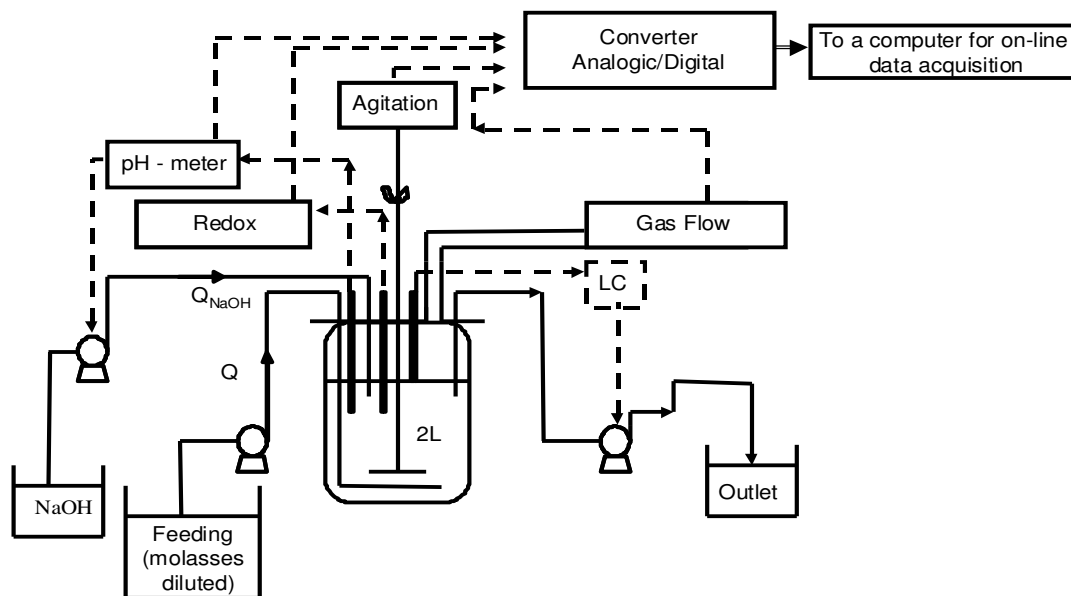 Converter
Analogic/Digital
To a computer for on-line
data acquisition
Agitation
pH - meter
Redox
Gas Flow
LC
Q_NaOH
Q
2L
NaOH
Feeding
(molasses
diluted)
Outlet